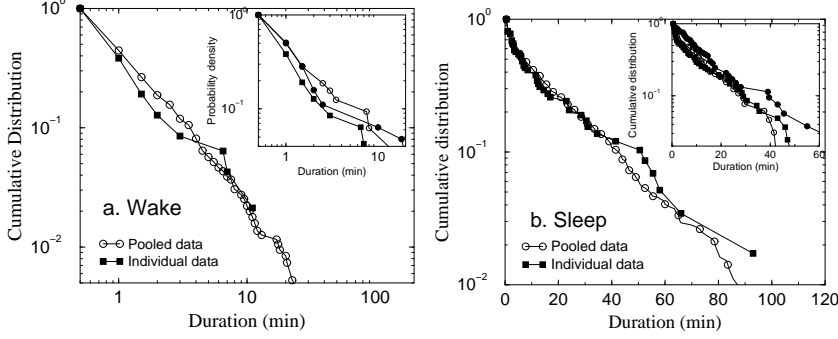 10^0
10^-1
10^-2
Cumulative Distribution
1
10
100
Duration (min)
a. Wake
Pooled data
Individual data
10^0
10^-1
Probability density
1
10
Duration (min)
10^0
10^-1
10^-2
Cumulative distribution
0
20
40
60
80
100
120
Duration (min)
b. Sleep
Pooled data
Individual data
10^0
10^-1
Cumulative distribution
0
20
40
60
Duration (min)